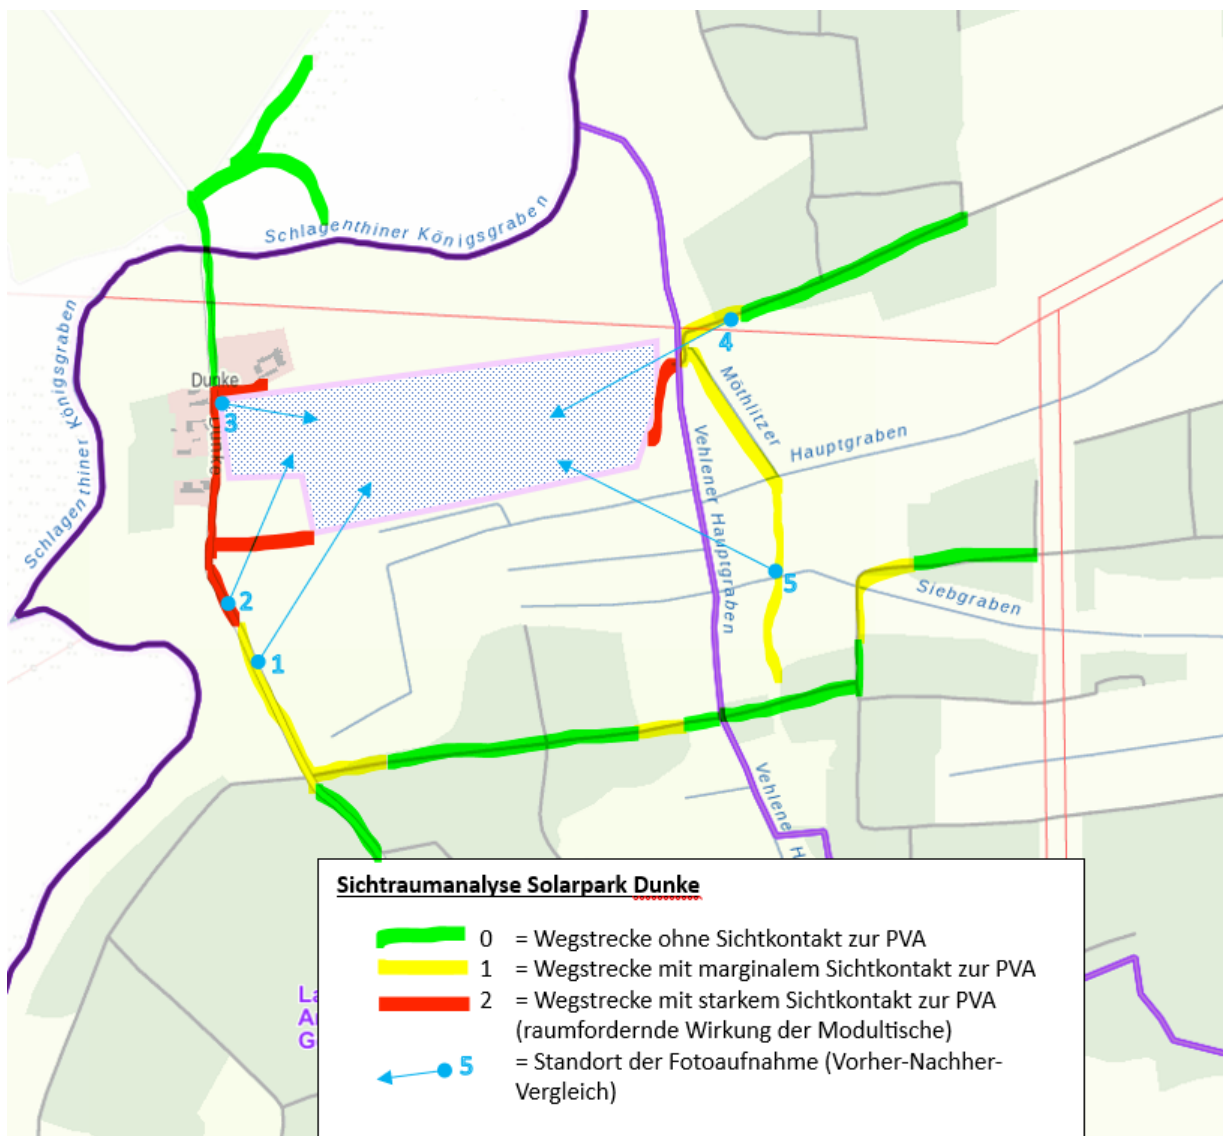 Schlagenthiner Königsgraben
Schlagenthiner Königsgraben
Dunke
Dunke
3
4
Möthlitzer
Hauptgraben
Vehlener Hauptgraben
2
5
Siebgraben
1
Vehlener H
La
A
G
Sichtraumanalyse Solarpark Dunke
0 = Wegstrecke ohne Sichtkontakt zur PVA
1 = Wegstrecke mit marginalem Sichtkontakt zur PVA
2 = Wegstrecke mit starkem Sichtkontakt zur PVA
(raumfordernde Wirkung der Modultische)
5 = Standort der Fotoaufnahme (Vorher-Nachher-
Vergleich)